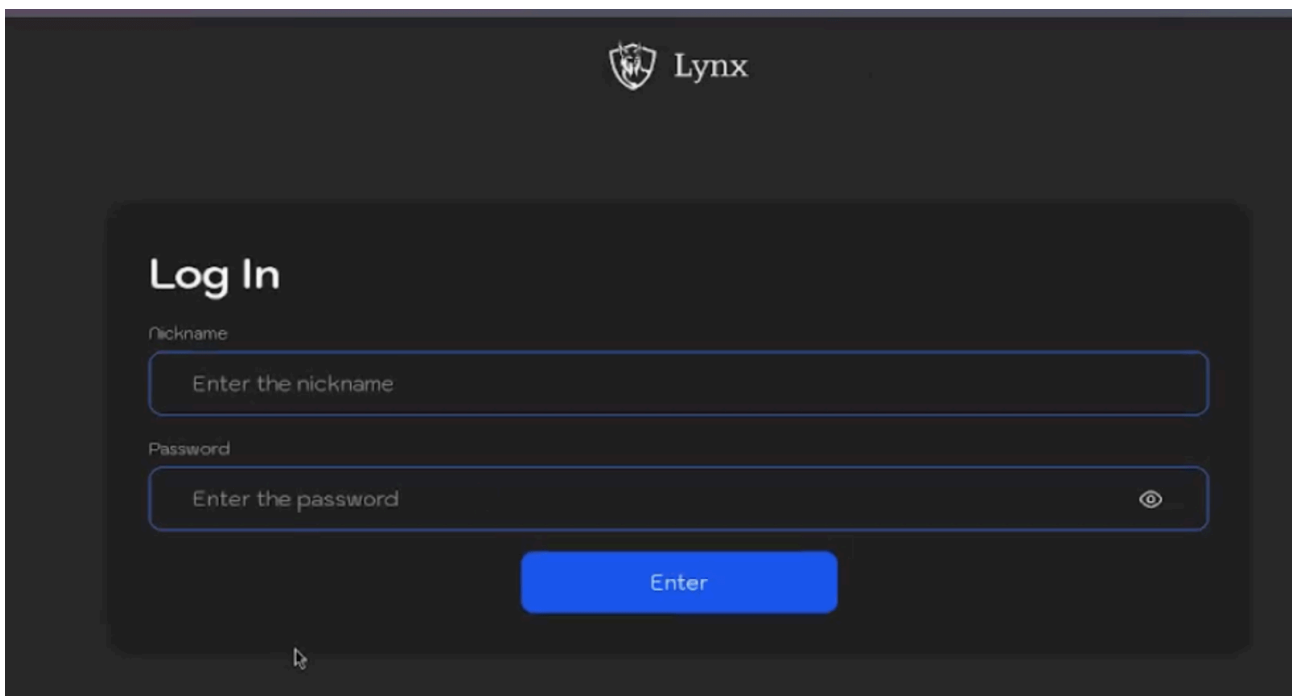 Lynx
Log In
Nickname
Enter the nickname
Password
Enter the password
Enter